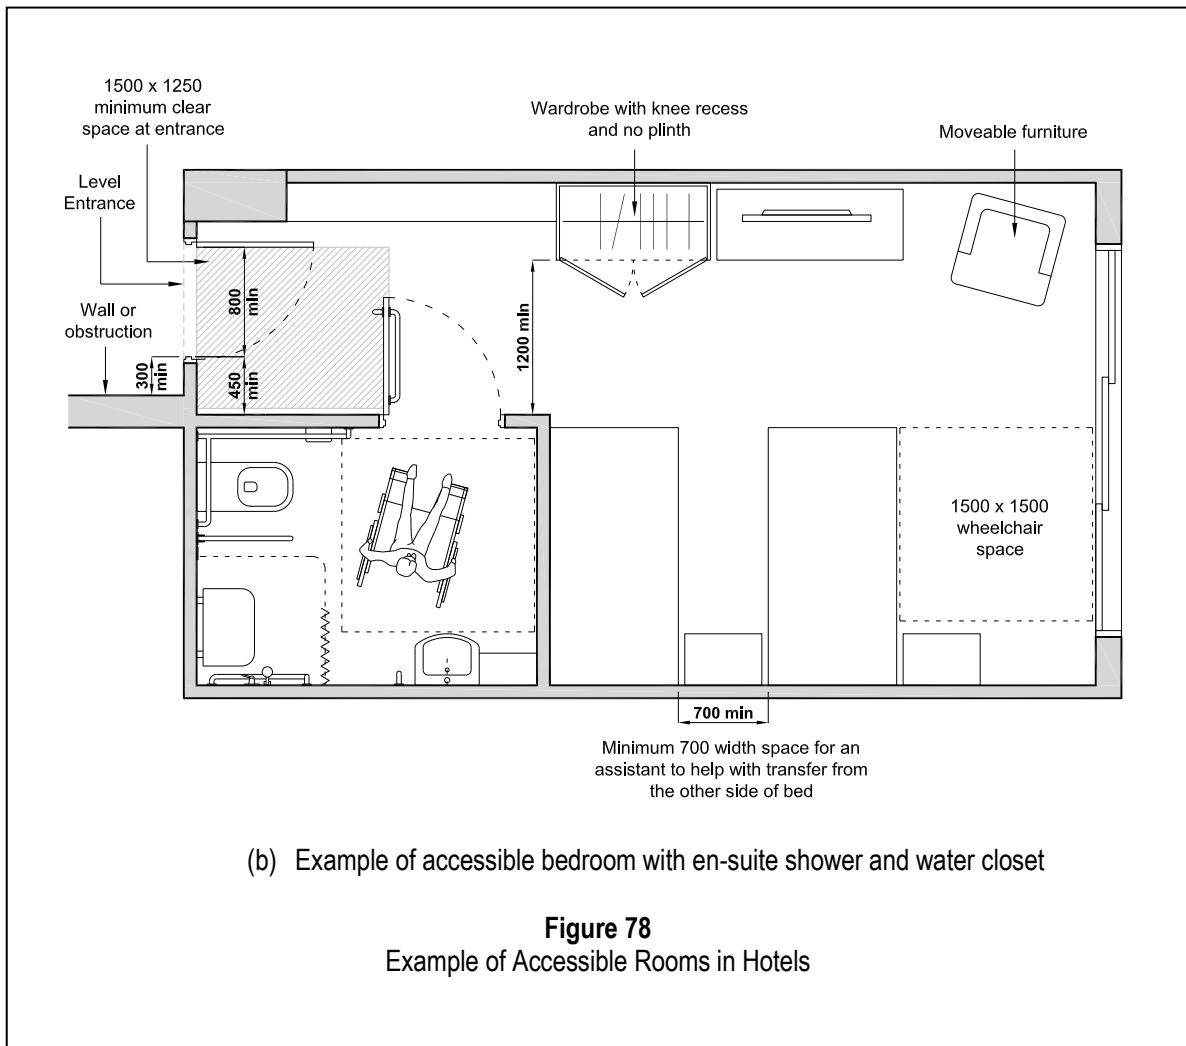 1500 x 1250
minimum clear
space at entrance
Wardrobe with knee recess
and no plinth
Moveable furniture
Level
Entrance
Wall or
obstruction
300
min
800
min
450
min
1200 min
1500 x 1500
wheelchair
space
700 min
Minimum 700 width space for an
assistant to help with transfer from
the other side of bed
(b) Example of accessible bedroom with en-suite shower and water closet
Figure 78
Example of Accessible Rooms in Hotels